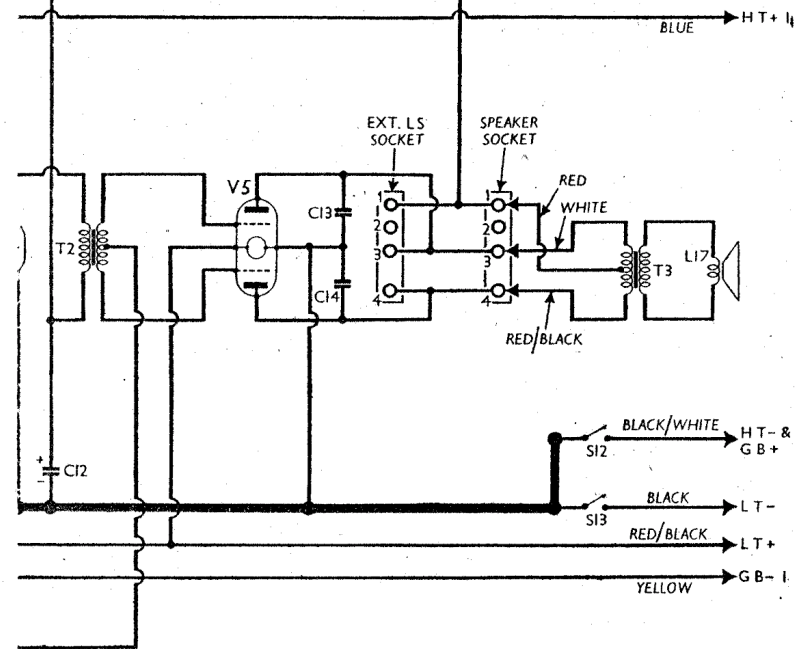 HT+ 1
BLUE
EXT. LS
SOCKET
SPEAKER
SOCKET
RED
WHITE
V5
C13
C14
1
2
3
4
1
2
3
4
T2
T3
L17
RED/BLACK
BLACK/WHITE
HT- &
GB+
S12
C12
+
-
BLACK
LT-
S13
RED/BLACK
LT+
GB- 1
YELLOW